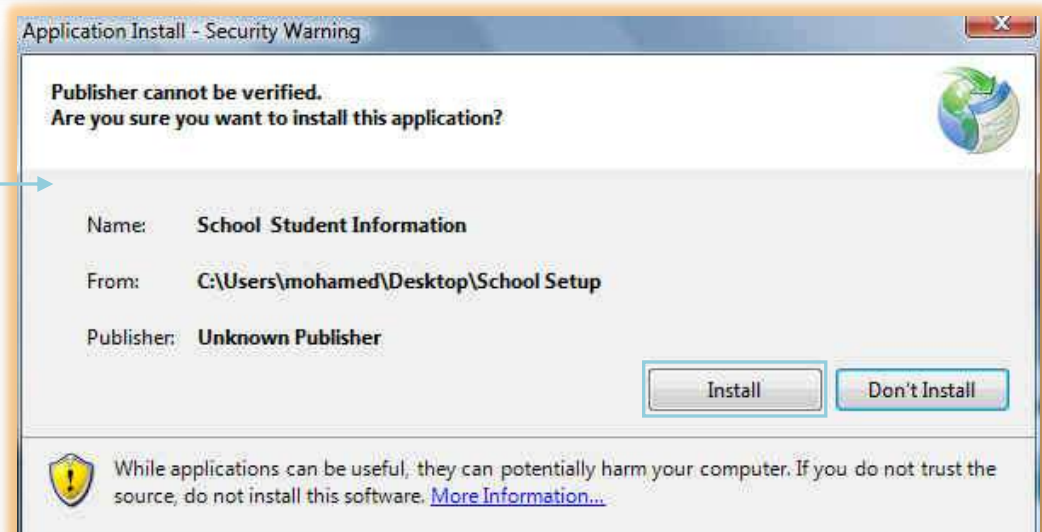 Application Install - Security Warning
Publisher cannot be verified.
Are you sure you want to install this application?
Name: School Student Information
From: C:\Users\mohamed\Desktop\School Setup
Publisher: Unknown Publisher
Install Don't Install
While applications can be useful, they can potentially harm your computer. If you do not trust the
source, do not install this software. More Information...